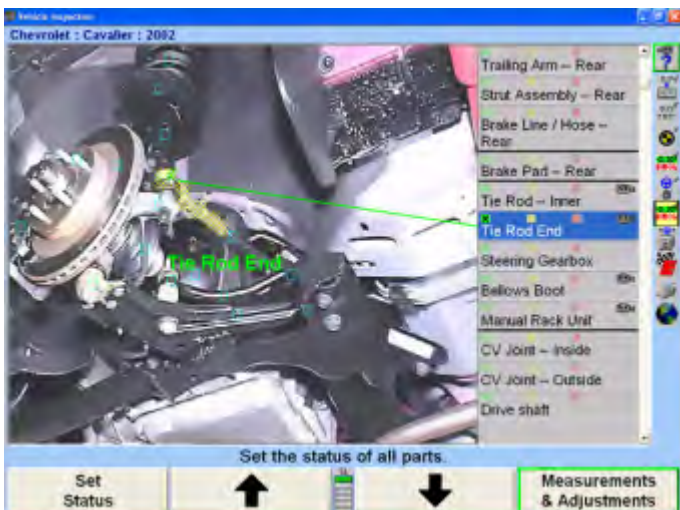 Vehicle Inspection
Chevrolet : Cavalier : 2002
Trailing Arm -- Rear
Strut Assembly -- Rear
Brake Line / Hose --
Rear
Brake Pad -- Rear
Tie Rod -- Inner
Tie Rod End
Steering Gearbox
Bellows Boot
Manual Rack Unit
CV Joint -- Inside
CV Joint -- Outside
Drive shaft
Tie Rod End
Set the status of all parts.
Set
Status
Measurements
& Adjustments